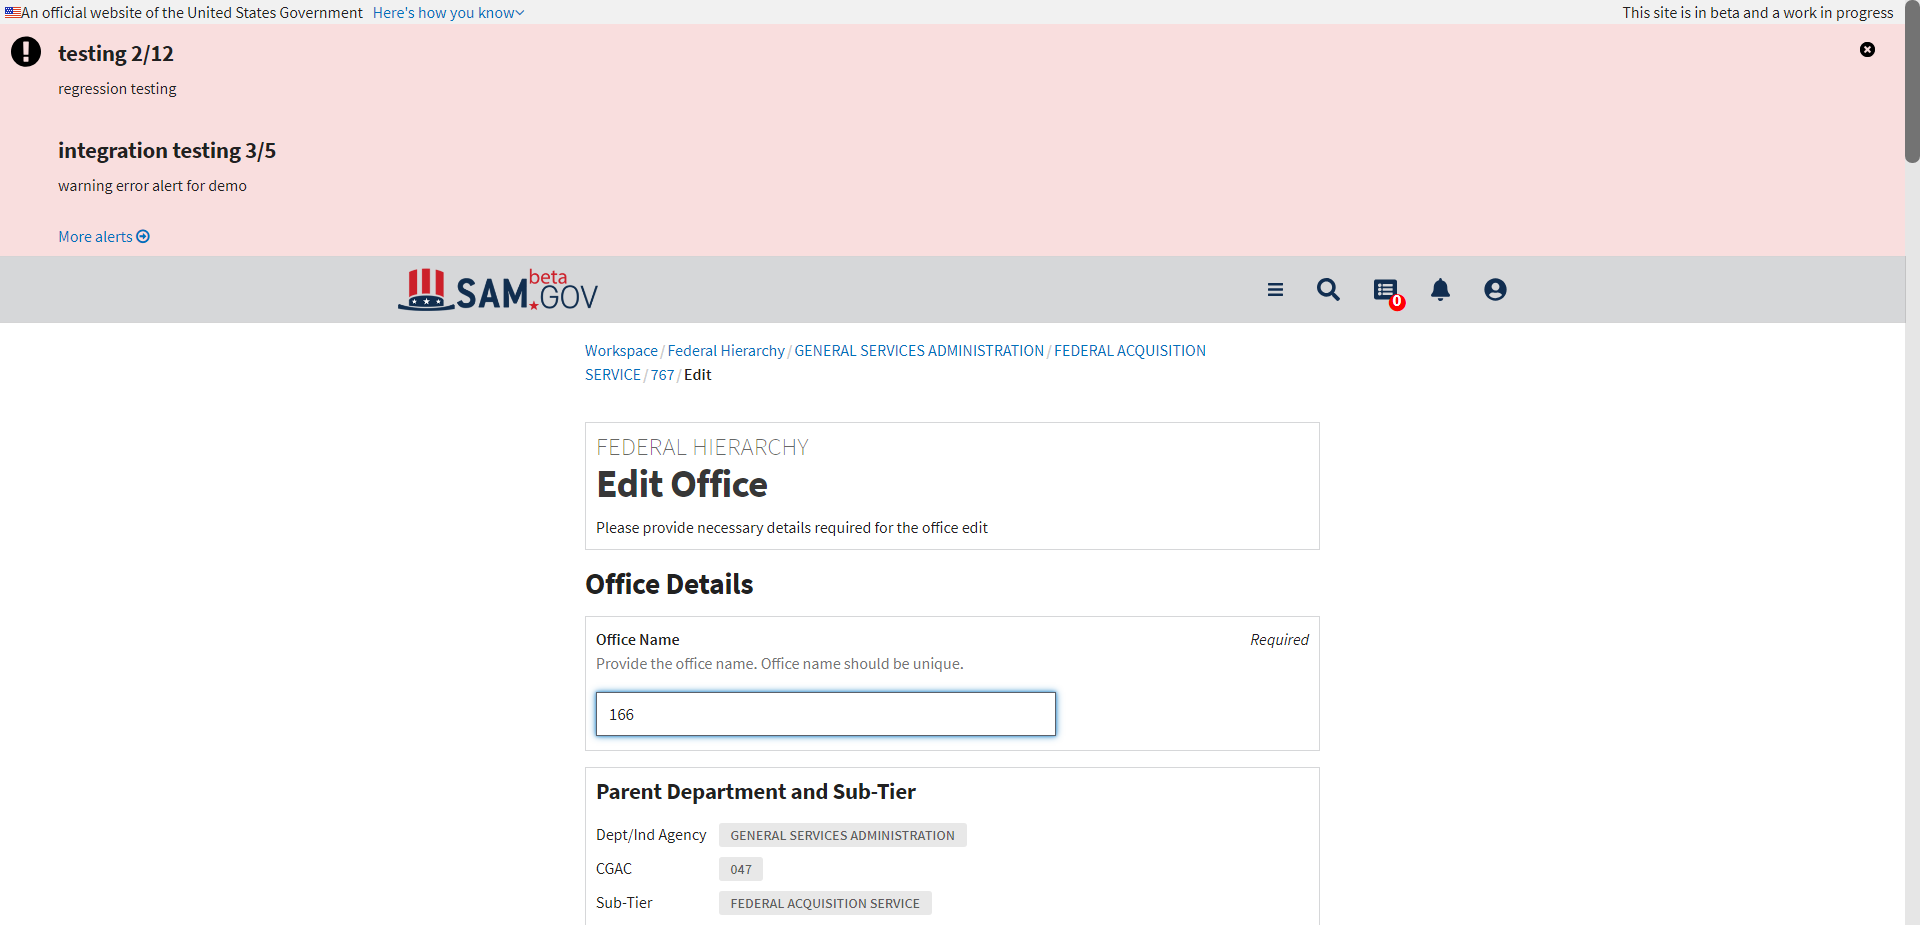 An official website of the United States Government Here's how you know
This site is in beta and a work in progress
testing 2/12
regression testing
integration testing 3/5
warning error alert for demo
More alerts
SAM.GOV beta
0
Workspace / Federal Hierarchy / GENERAL SERVICES ADMINISTRATION / FEDERAL ACQUISITION
SERVICE / 767 / Edit
FEDERAL HIERARCHY
Edit Office
Please provide necessary details required for the office edit
Office Details
Office Name Required
Provide the office name. Office name should be unique.
166
Parent Department and Sub-Tier
Dept/Ind Agency GENERAL SERVICES ADMINISTRATION
CGAC 047
Sub-Tier FEDERAL ACQUISITION SERVICE